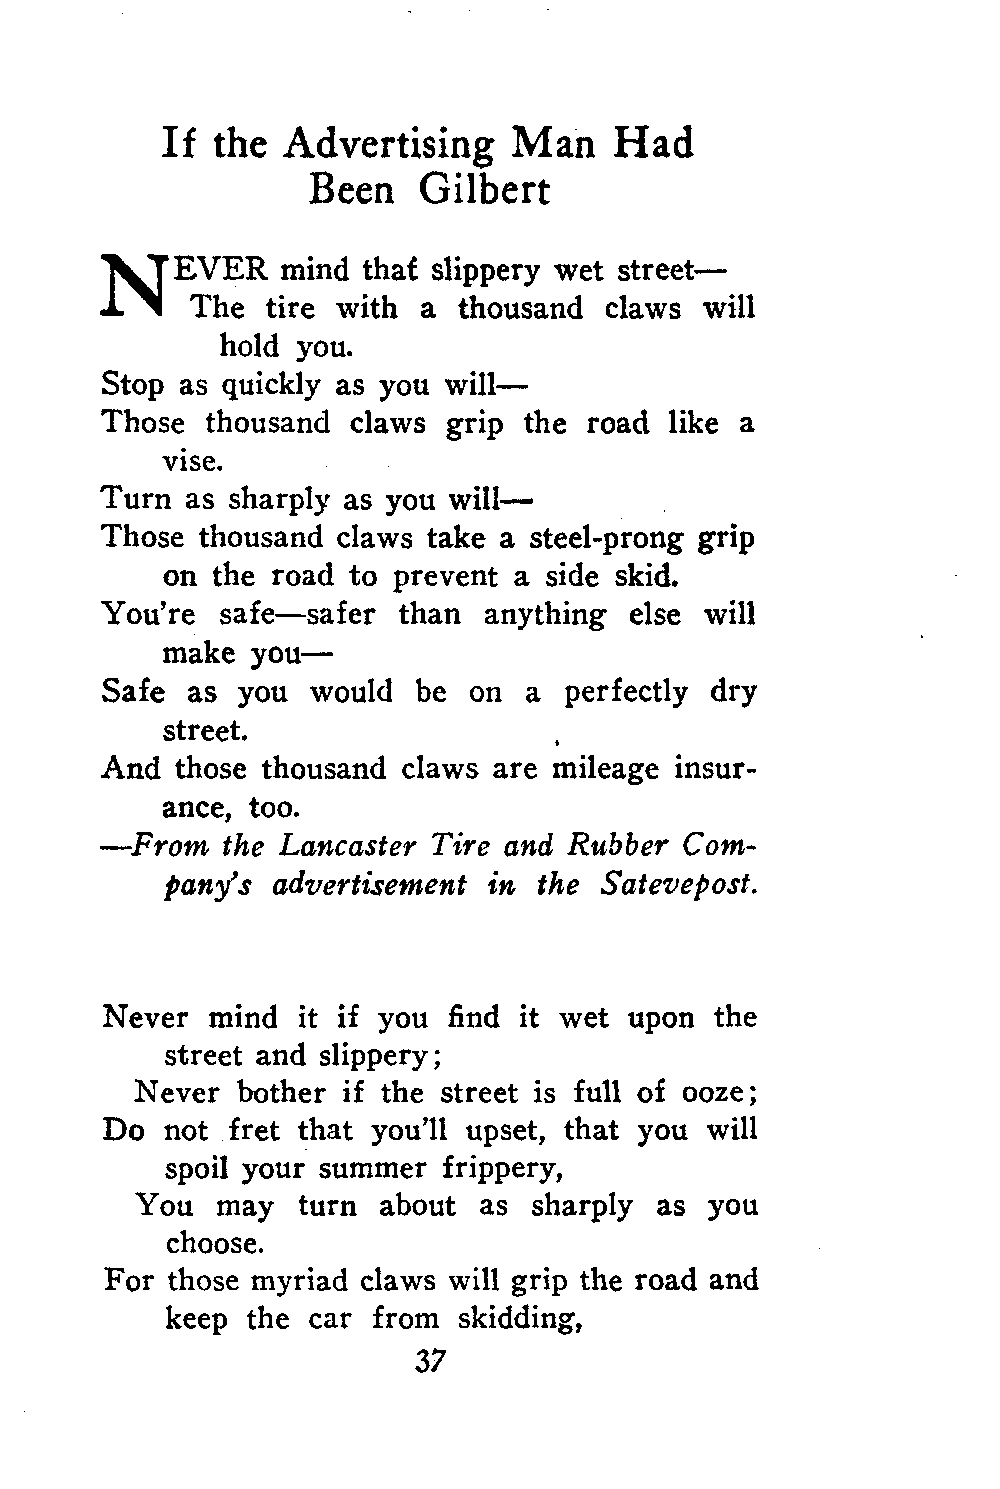 If the Advertising Man Had
Been Gilbert
NEVER mind that slippery wet street—
The tire with a thousand claws will
hold you.
Stop as quickly as you will—
Those thousand claws grip the road like a
vise.
Turn as sharply as you will—
Those thousand claws take a steel-prong grip
on the road to prevent a side skid.
You're safe—safer than anything else will
make you—
Safe as you would be on a perfectly dry
street.
And those thousand claws are mileage insur-
ance, too.
—From the Lancaster Tire and Rubber Com-
pany's advertisement in the Satevepost.
Never mind it if you find it wet upon the
street and slippery;
Never bother if the street is full of ooze;
Do not fret that you'll upset, that you will
spoil your summer frippery,
You may turn about as sharply as you
choose.
For those myriad claws will grip the road and
keep the car from skidding,
37